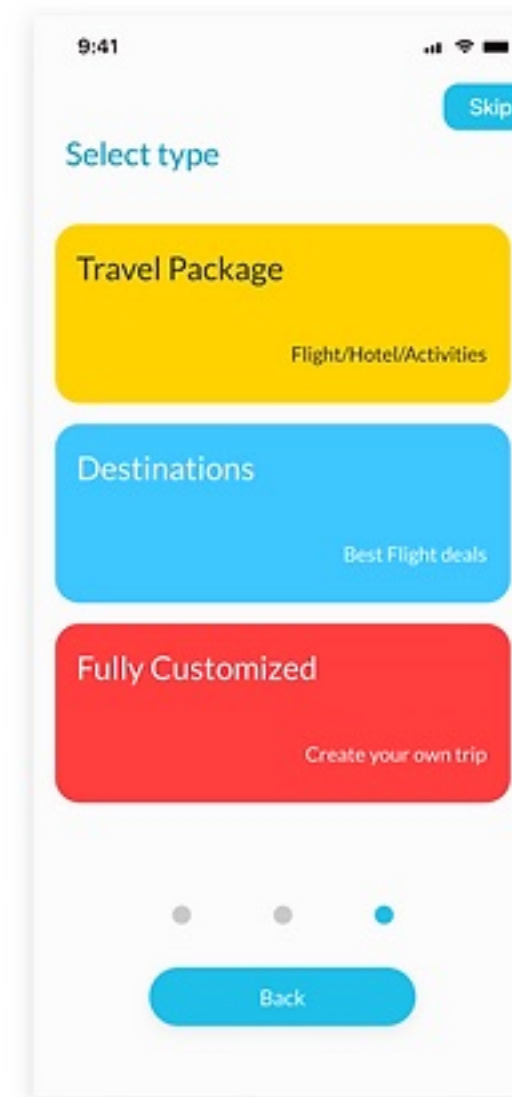 9:41
Skip
Select type
Travel Package
Flight/Hotel/Activities
Destinations
Best Flight deals
Fully Customized
Create your own trip
Back